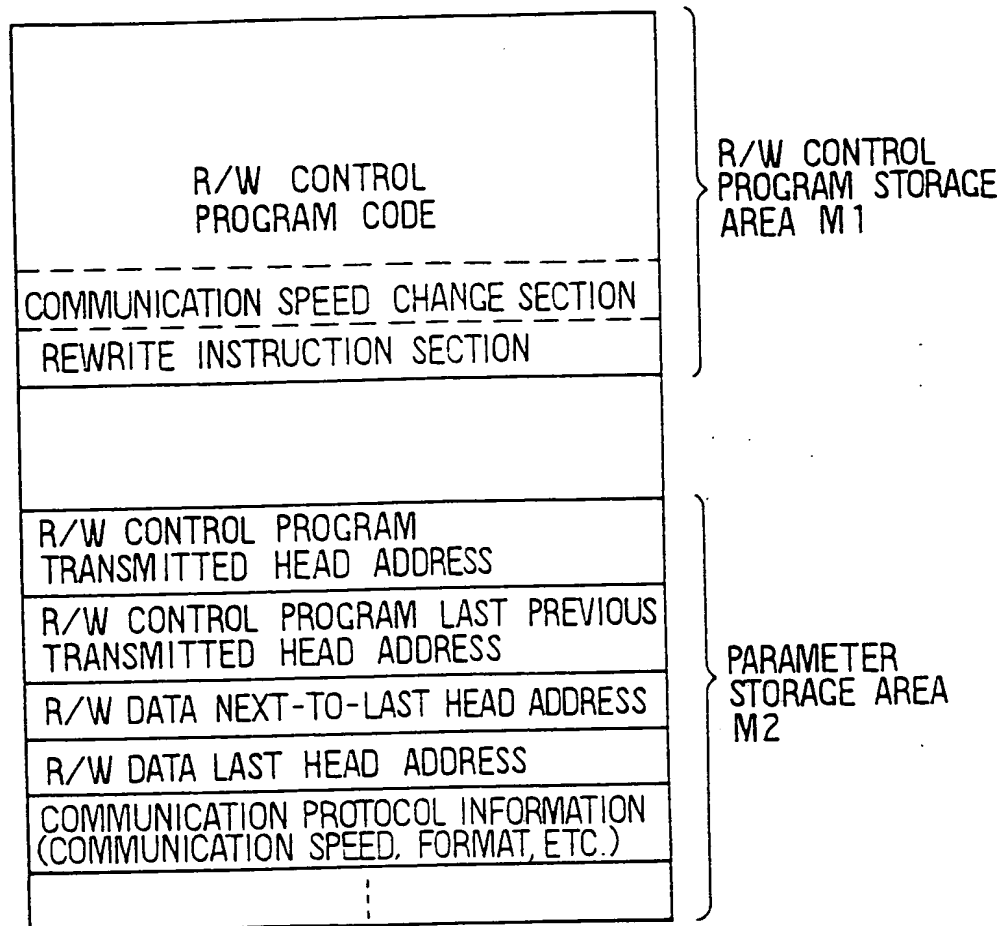 R/W CONTROL
PROGRAM CODE
COMMUNICATION SPEED CHANGE SECTION
REWRITE INSTRUCTION SECTION
R/W CONTROL
PROGRAM STORAGE
AREA M1
R/W CONTROL PROGRAM
TRANSMITTED HEAD ADDRESS
R/W CONTROL PROGRAM LAST PREVIOUS
TRANSMITTED HEAD ADDRESS
R/W DATA NEXT-TO-LAST HEAD ADDRESS
R/W DATA LAST HEAD ADDRESS
COMMUNICATION PROTOCOL INFORMATION
(COMMUNICATION SPEED, FORMAT, ETC.)
PARAMETER
STORAGE AREA
M2